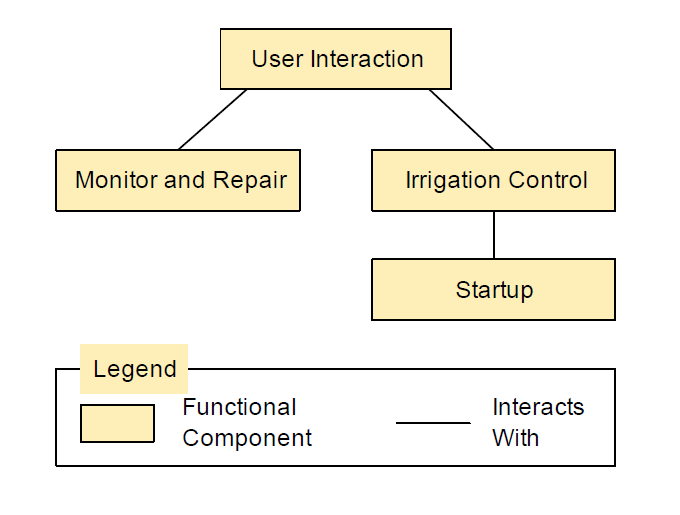 User Interaction
Monitor and Repair
Irrigation Control
Startup
Legend
Functional
Component
Interacts
With